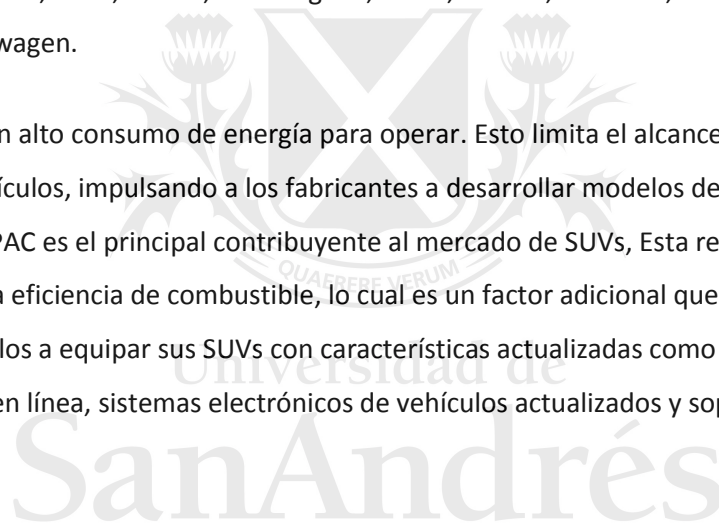 wagen.
n alto consumo de energía para operar. Esto limita el alcance
ículos, impulsando a los fabricantes a desarrollar modelos de
PAC es el principal contribuyente al mercado de SUVs, Esta re
a eficiencia de combustible, lo cual es un factor adicional que
QUAERERE VERUM
los a equipar sus SUVs con características actualizadas como
Universidad de
en línea, sistemas electrónicos de vehículos actualizados y sop
SanAndrés